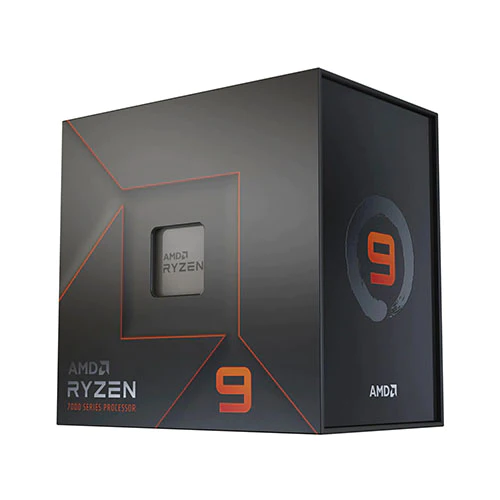 AMD
RYZEN
AMD
RYZEN
7000 SERIES PROCESSOR
9
9
AMD